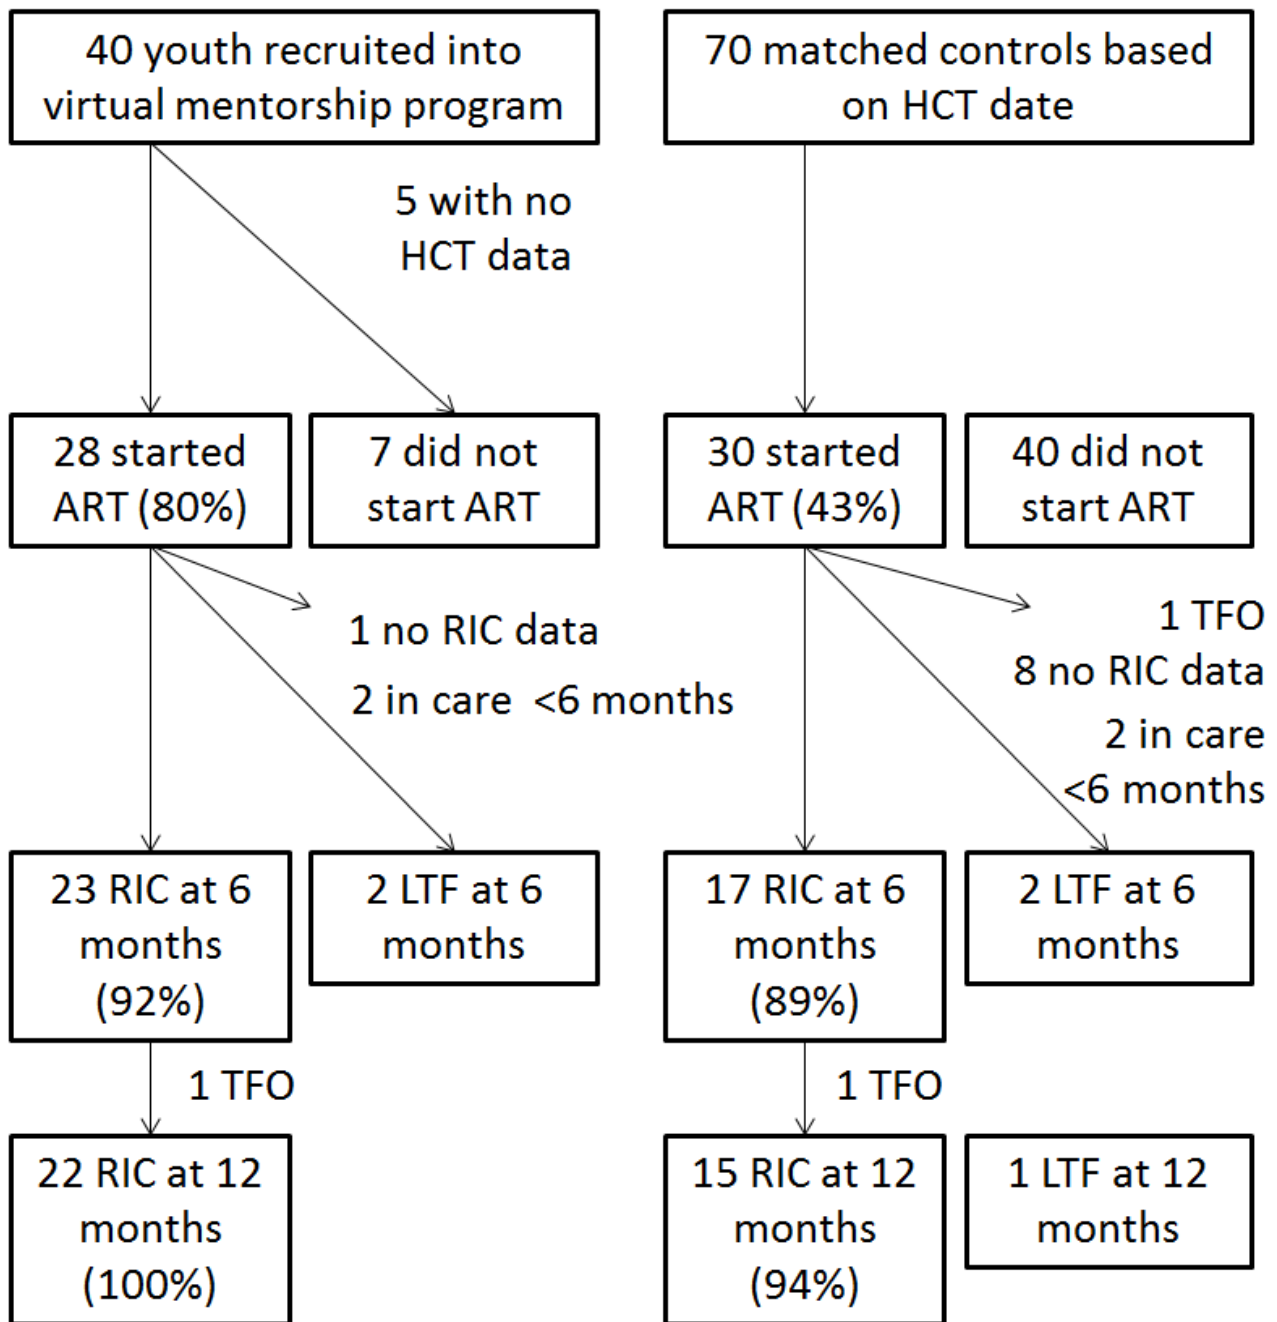 40 youth recruited into
virtual mentorship program
70 matched controls based
on HCT date
5 with no
HCT data
28 started
ART (80%)
7 did not
start ART
30 started
ART (43%)
40 did not
start ART
1 no RIC data
2 in care <6 months
1 TFO
8 no RIC data
2 in care
<6 months
23 RIC at 6
months
(92%)
2 LTF at 6
months
17 RIC at 6
months
(89%)
2 LTF at 6
months
1 TFO
1 TFO
22 RIC at 12
months
(100%)
15 RIC at 12
months
(94%)
1 LTF at 12
months